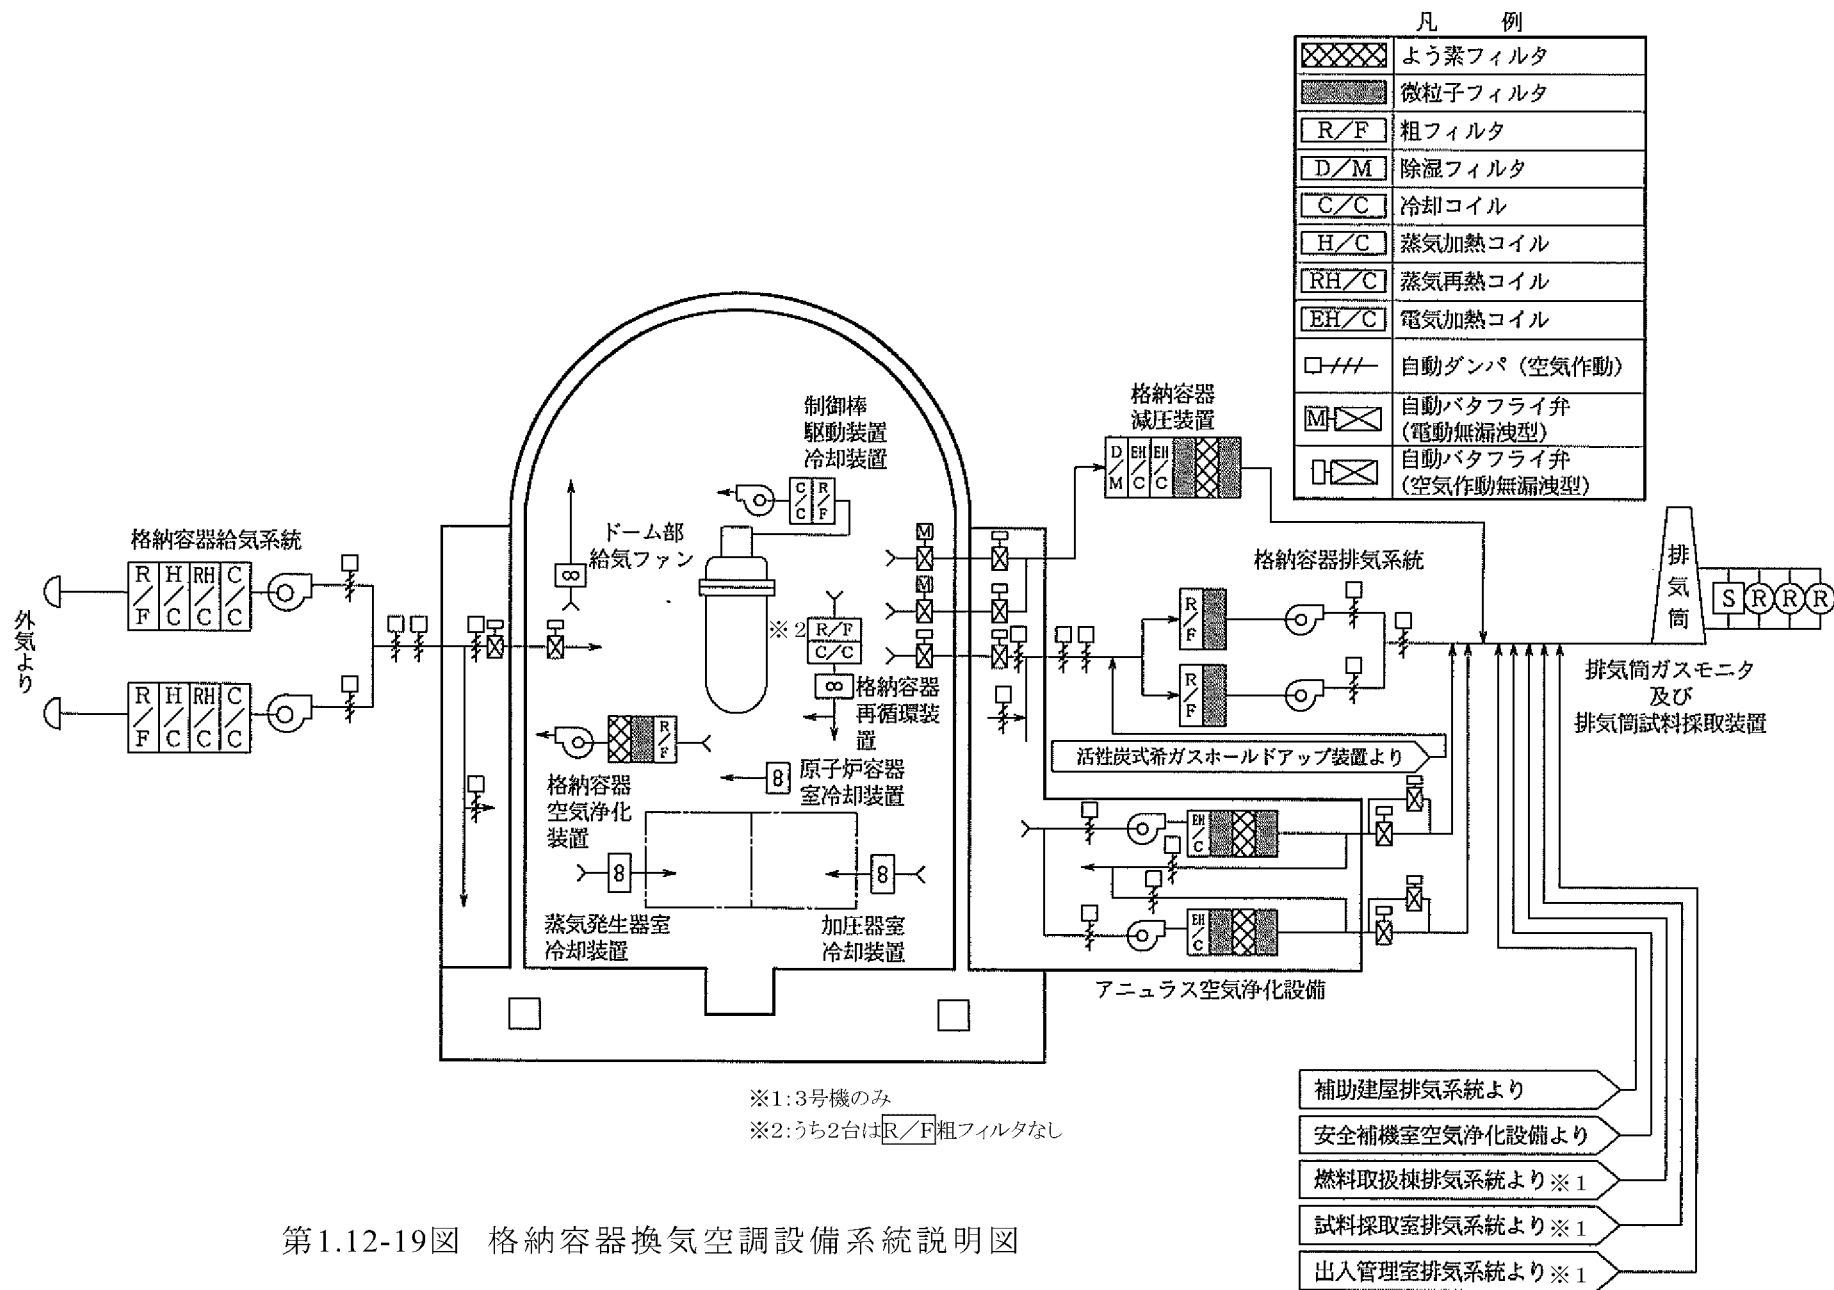 凡 例
よう素フィルタ
微粒子フィルタ
R/F 粗フィルタ
D/M 除湿フィルタ
C/C 冷却コイル
H/C 蒸気加熱コイル
RH/C 蒸気再熱コイル
EH/C 電気加熱コイル
自動ダンパ (空気作動)
M 自動バタフライ弁
(電動無漏洩型)
自動バタフライ弁
(空気作動無漏洩型)
格納容器給気系統
R/F H/C RH/C C/C
外気より
R/F H/C RH/C C/C
制御棒
駆動装置
冷却装置
C/C R/F
ドーム部
給気ファン
8
※2 R/F
C/C
8
格納容器
再循環装
置
R/F
格納容器
空気浄化
装置
8
原子炉容器
室冷却装置
8
8
蒸気発生器室
冷却装置
加圧器室
冷却装置
M
M
格納容器
減圧装置
D/M EH/C EH/C
格納容器排気系統
R/F
R/F
活性炭式希ガスホールドアップ装置より
EH/C
EH/C
アニュラス空気浄化設備
排気筒
S R R R
排気筒ガスモニタ
及び
排気筒試料採取装置
補助建屋排気系統より
安全補機室空気浄化設備より
燃料取扱棟排気系統より※1
試料採取室排気系統より※1
出入管理室排気系統より※1
※1:3号機のみ
※2:うち2台はR/F粗フィルタなし
第1.12-19図 格納容器換気空調設備系統説明図